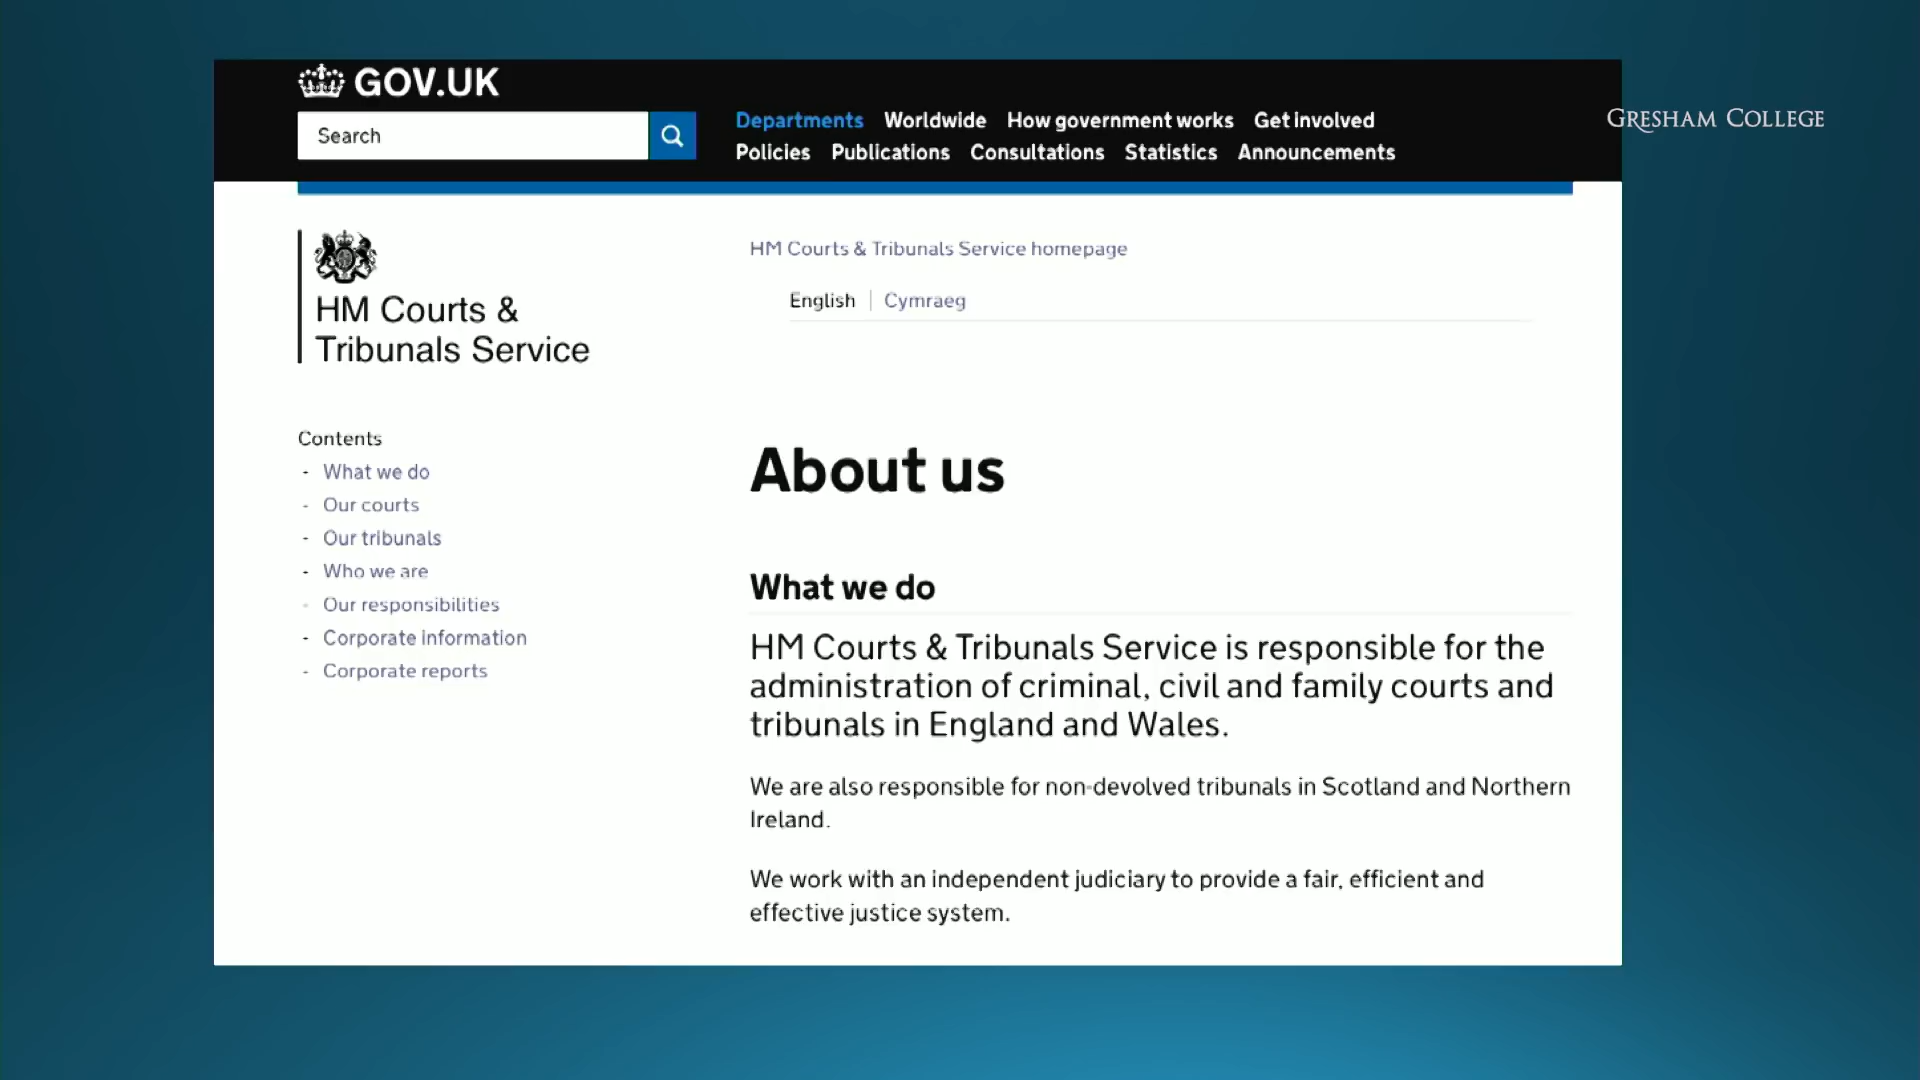 GOV.UK
Search
Departments Worldwide How government works Get involved
Policies Publications Consultations Statistics Announcements
GRESHAM COLLEGE
HM Courts &
Tribunals Service
HM Courts & Tribunals Service homepage
English Cymraeg
Contents
- What we do
- Our courts
- Our tribunals
- Who we are
- Our responsibilities
- Corporate information
- Corporate reports
About us
What we do
HM Courts & Tribunals Service is responsible for the
administration of criminal, civil and family courts and
tribunals in England and Wales.
We are also responsible for non-devolved tribunals in Scotland and Northern
Ireland.
We work with an independent judiciary to provide a fair, efficient and
effective justice system.